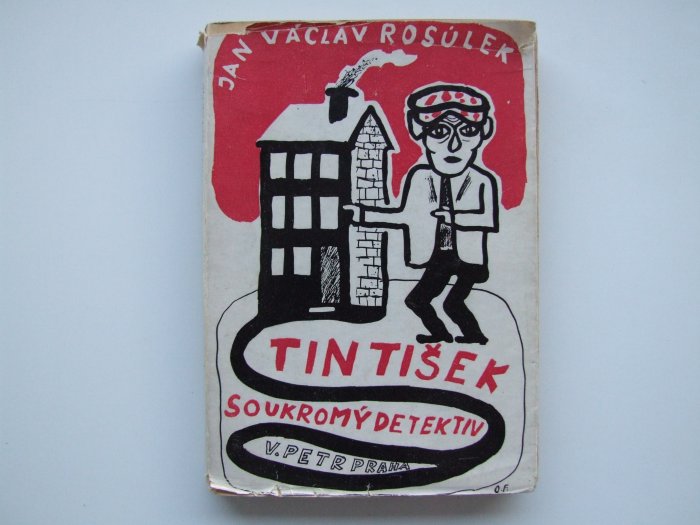 JAN VÁCLAV ROSŮLEK
TIN TIŠEK
SOUKROMÝ DETEKTIV
V. PETR PRAHA
O.F.